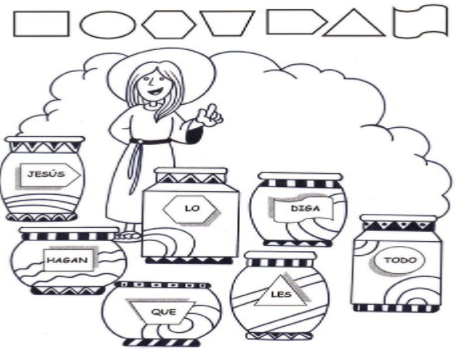 JESÚS
LO
DIGA
HAGAN
TODO
LES
QUE